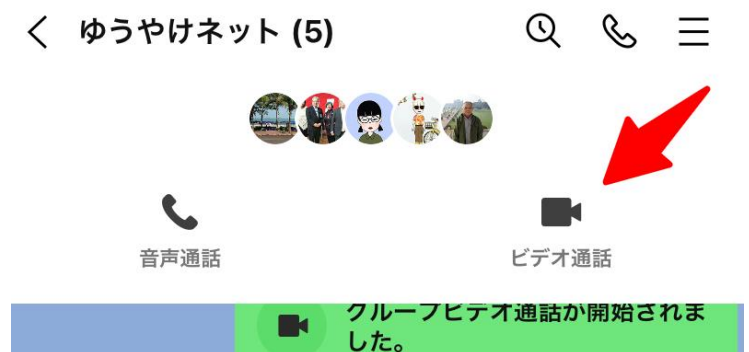 ゆうやけネット (5)
音声通話
ビデオ通話
グループビデオ通話が開始されま
した。